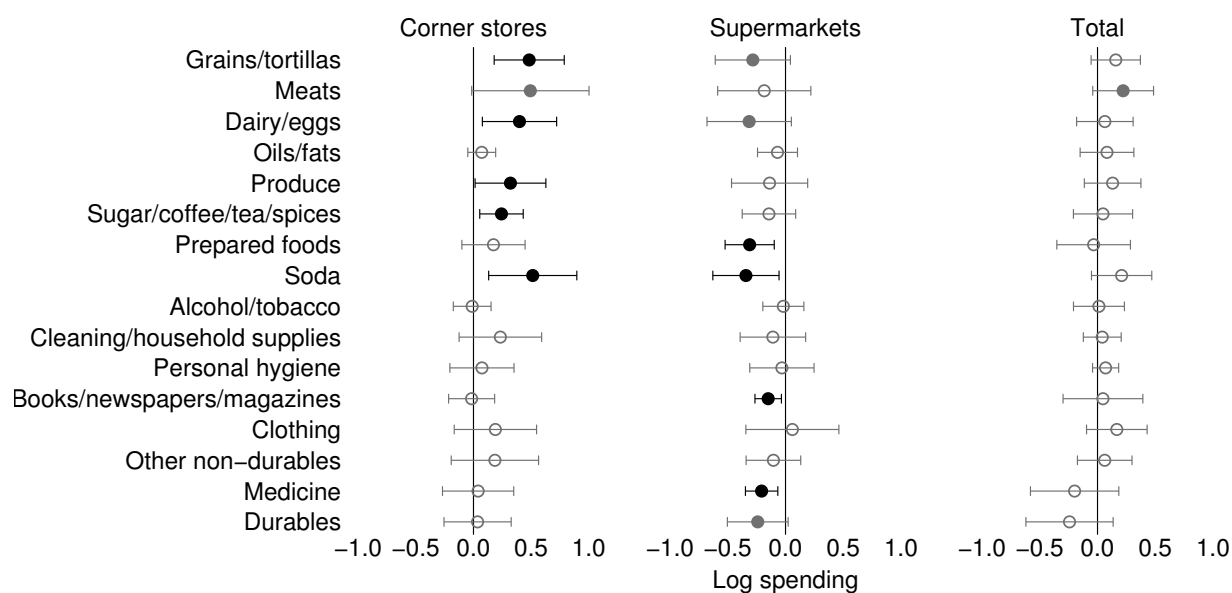 Corner stores Supermarkets Total
Grains/tortillas
Meats
Dairy/eggs
Oils/fats
Produce
Sugar/coffee/tea/spices
Prepared foods
Soda
Alcohol/tobacco
Cleaning/household supplies
Personal hygiene
Books/newspapers/magazines
Clothing
Other non−durables
Medicine
Durables
−1.0 −0.5 0.0 0.5 1.0 −1.0 −0.5 0.0 0.5 1.0 −1.0 −0.5 0.0 0.5 1.0
Log spending